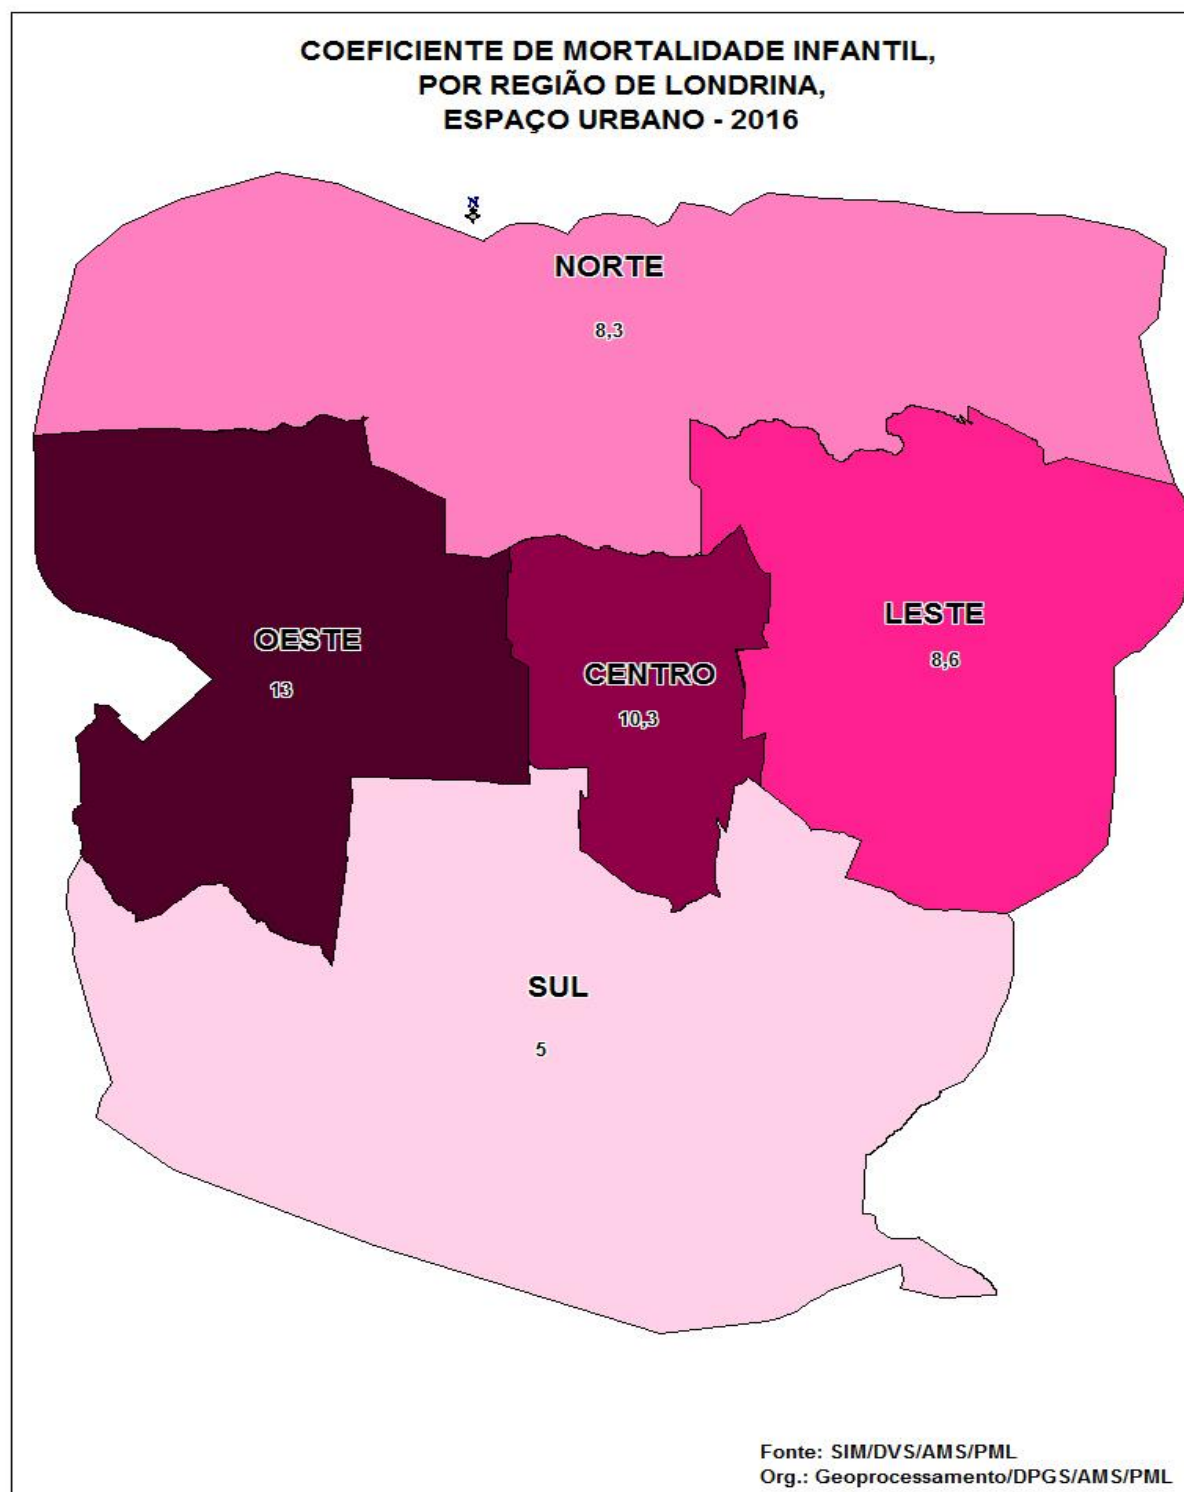 COEFICIENTE DE MORTALIDADE INFANTIL,
POR REGIÃO DE LONDRINA,
ESPAÇO URBANO - 2016
N
NORTE
8,3
LESTE
8,6
OESTE
13
CENTRO
10,3
SUL
5
Fonte: SIM/DVS/AMS/PML
Org.: Geoprocessamento/DPGS/AMS/PML